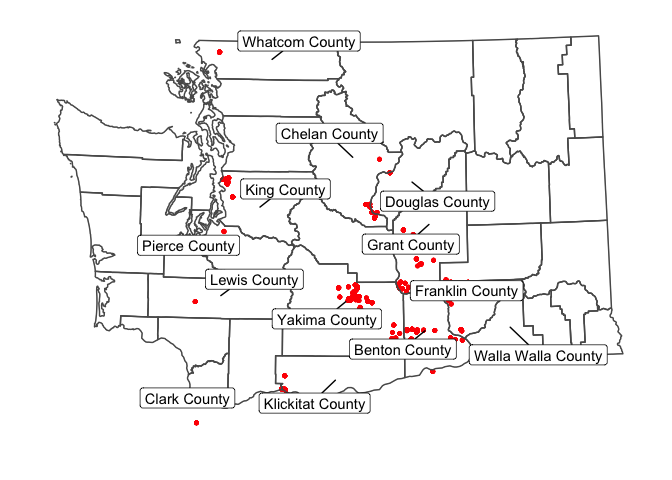 Whatcom County
Chelan County
King County
Douglas County
Pierce County
Grant County
Lewis County
Franklin County
Yakima County
Benton County
Walla Walla County
Clark County
Klickitat County